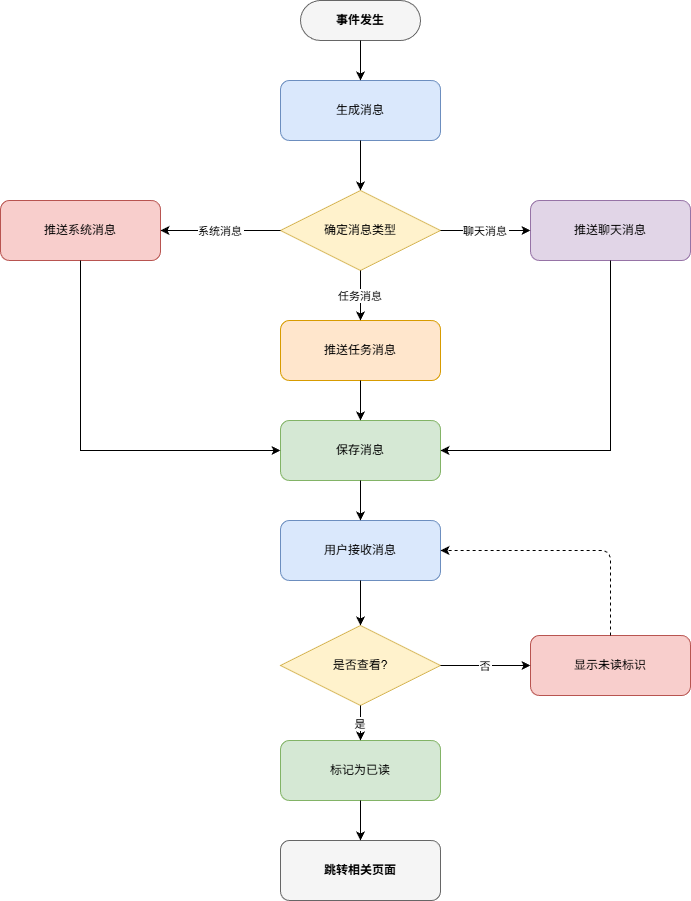 事件发生
生成消息
推送系统消息
系统消息
确定消息类型
聊天消息
推送聊天消息
任务消息
推送任务消息
保存消息
用户接收消息
是否查看?
否
显示未读标识
是
标记为已读
跳转相关页面